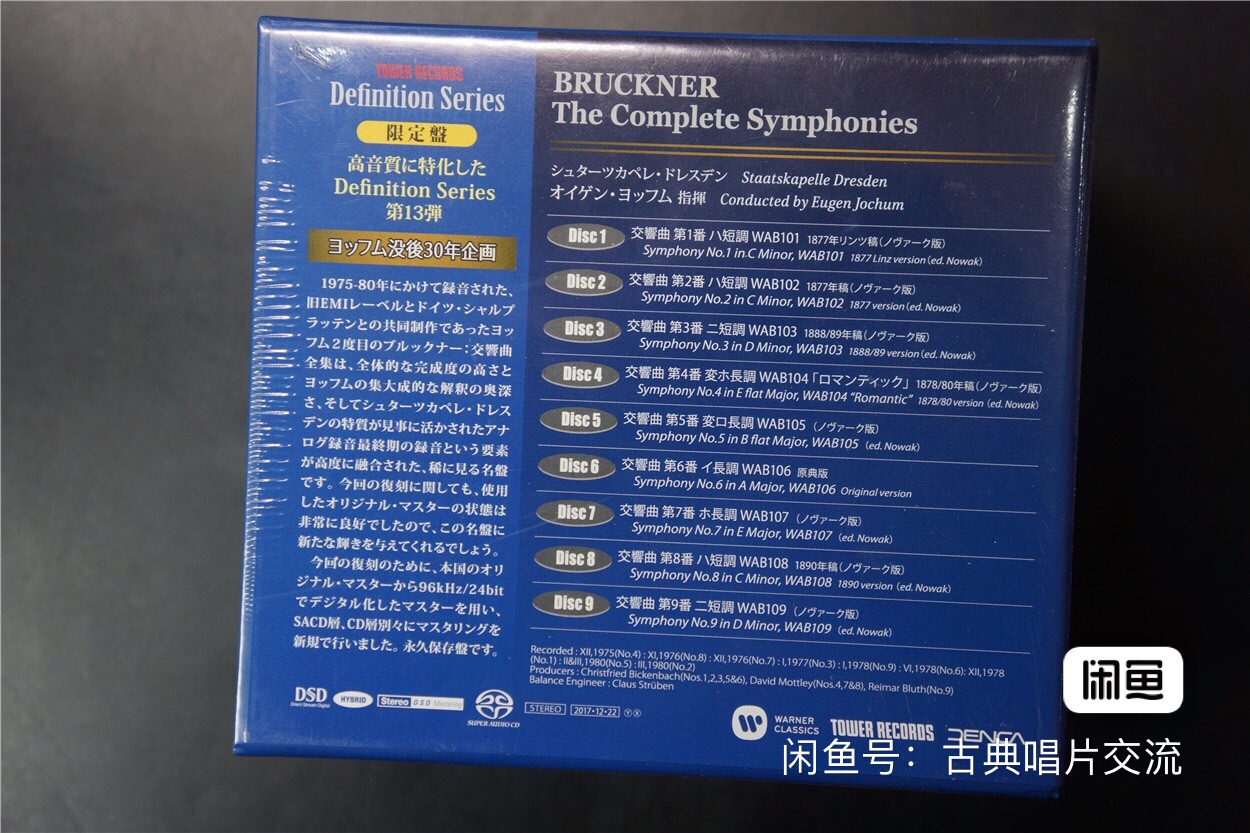 TOWER RECORDS
Definition Series
限定盤
高音質に特化した
Definition Series
第13弾
ヨッフム没後30年企画
1975-80年にかけて録音された、
旧EMIレーベルとドイツ・シャルプ
ラッテンとの共同制作であったヨッ
フム2度目のブルックナー:交響曲
全集は、全体的な完成度の高さと
ヨッフムの集大成的な解釈の奥深
さ、そしてシュターツカペレ・ドレス
デンの特質が見事に活かされたアナ
ログ録音最終期の録音という要素
が高度に融合された、稀に見る名盤
です。今回の復刻に関しても、使用
したオリジナル・マスターの状態は
非常に良好でしたので、この名盤に
新たな輝きを与えてくれるでしょう。
今回の復刻のために、本国のオリ
ジナル・マスターから96kHz/24bit
でデジタル化したマスターを用い、
SACD層、CD層別々にマスタリングを
新規で行いました。永久保存盤です。
DSD
Direct Stream Digital
HYBRID
Stereo DSD Mastering
SUPER AUDIO CD
BRUCKNER
The Complete Symphonies
シュターツカペレ・ドレスデン Staatskapelle Dresden
オイゲン・ヨッフム 指揮 Conducted by Eugen Jochum
Disc 1 交響曲 第1番 ハ短調 WAB101 1877年リンツ稿(ノヴァーク版)
Symphony No.1 in C Minor, WAB101 1877 Linz version (ed. Nowak)
Disc 2 交響曲 第2番 ハ短調 WAB102 1877年稿(ノヴァーク版)
Symphony No.2 in C Minor, WAB102 1877 version (ed. Nowak)
Disc 3 交響曲 第3番 ニ短調 WAB103 1888/89年稿(ノヴァーク版)
Symphony No.3 in D Minor, WAB103 1888/89 version (ed. Nowak)
Disc 4 交響曲 第4番 変ホ長調 WAB104「ロマンティック」 1878/80年稿(ノヴァーク版)
Symphony No.4 in E flat Major, WAB104 "Romantic" 1878/80 version (ed. Nowak)
Disc 5 交響曲 第5番 変ロ長調 WAB105 (ノヴァーク版)
Symphony No.5 in B flat Major, WAB105 (ed. Nowak)
Disc 6 交響曲 第6番 イ長調 WAB106 原典版
Symphony No.6 in A Major, WAB106 Original version
Disc 7 交響曲 第7番 ホ長調 WAB107 (ノヴァーク版)
Symphony No.7 in E Major, WAB107 (ed. Nowak)
Disc 8 交響曲 第8番 ハ短調 WAB108 1890年稿(ノヴァーク版)
Symphony No.8 in C Minor, WAB108 1890 version (ed. Nowak)
Disc 9 交響曲 第9番 ニ短調 WAB109 (ノヴァーク版)
Symphony No.9 in D Minor, WAB109 (ed. Nowak)
Recorded : XII,1975(No.4) : XI,1976(No.8) : XII,1976(No.7) : I,1977(No.3) : I,1978(No.9) : VI,1978(No.6): XII,1978
(No.1) : II&III,1980(No.5) : III,1980(No.2)
Producers : Christfried Bickenbach(Nos.1,2,3,5&6), David Mottley(Nos.4,7&8), Reimar Bluth(No.9)
Balance Engineer : Claus Strüben
STEREO 2017・12・22 Ⓨ Ⓧ
WARNER
CLASSICS
TOWER RECORDS
闲鱼
闲鱼号：古典唱片交流